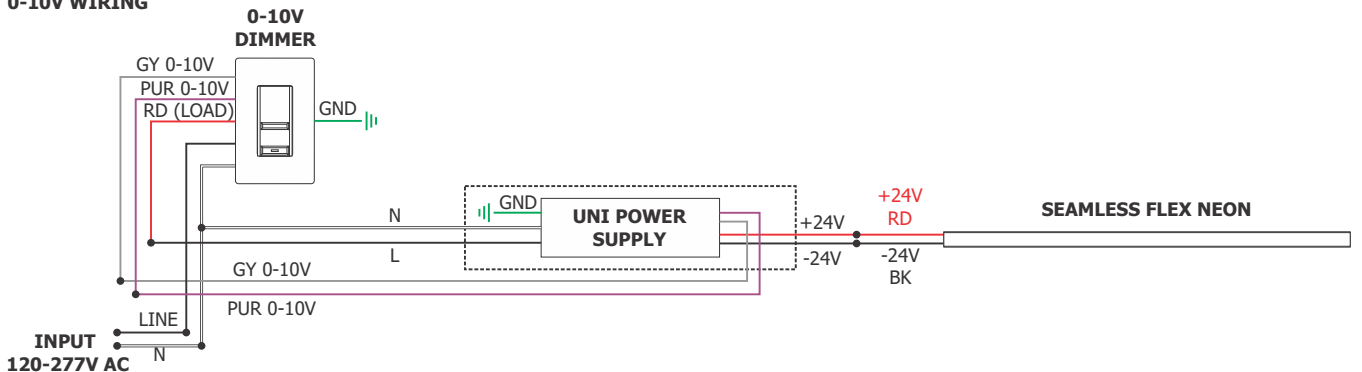 0-10V WIRING
0-10V
DIMMER
GY 0-10V
PUR 0-10V
RD (LOAD)
GND
GND
N
L
UNI POWER
SUPPLY
+24V
-24V
+24V
RD
-24V
BK
SEAMLESS FLEX NEON
GY 0-10V
PUR 0-10V
LINE
N
INPUT
120-277V AC